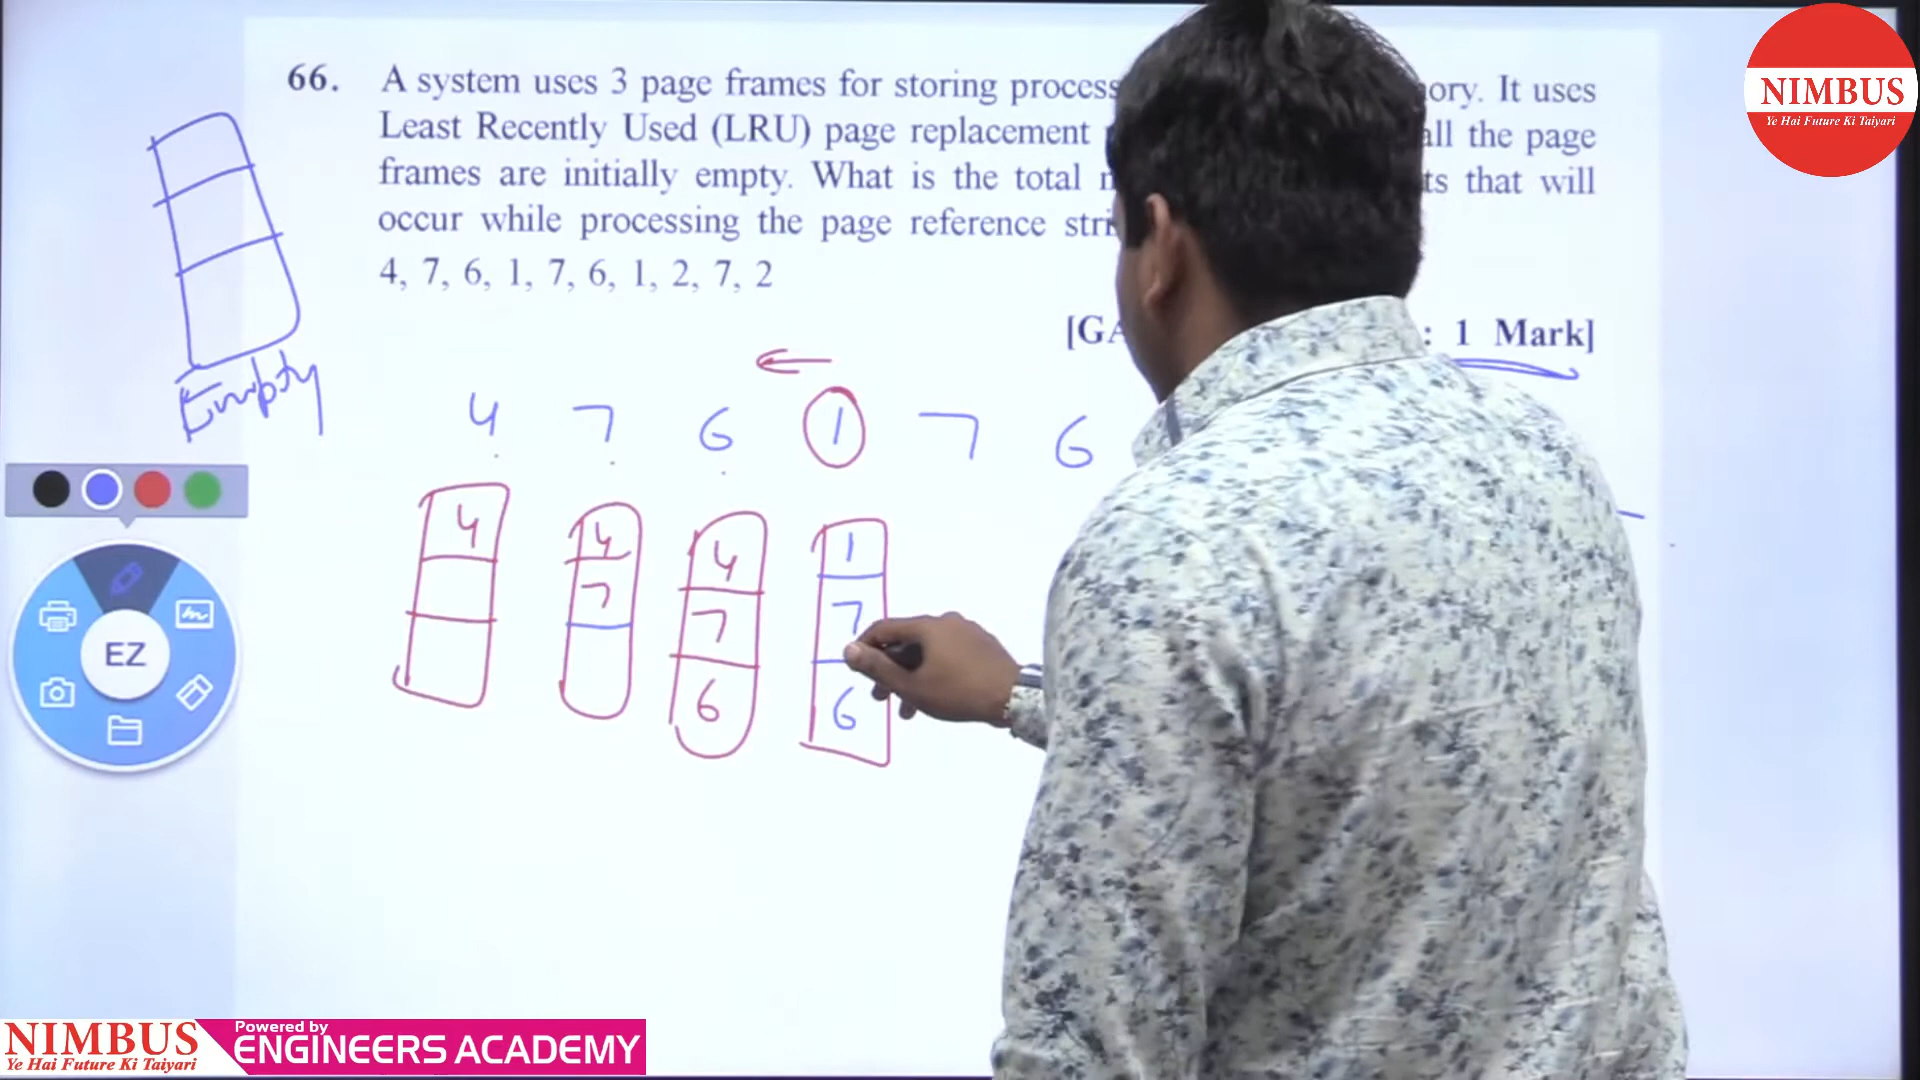 66. A system uses 3 page frames for storing process ory. It uses
Least Recently Used (LRU) page replacement all the page
frames are initially empty. What is the total ts that will
occur while processing the page reference stri
4, 7, 6, 1, 7, 6, 1, 2, 7, 2
[GA : 1 Mark]
Empty
4 7 6 1 7 6
4 4 4 1
7 7 7
6 6
EZ
NIMBUS
Ye Hai Future Ki Taiyari
NIMBUS
Ye Hai Future Ki Taiyari
Powered by
ENGINEERS ACADEMY